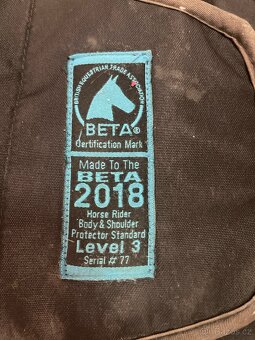 BRITISH EQUESTRIAN TRADE ASSOCIATION
BETA®
Certification Mark
Made To The
BETA
2018
Horse Rider
Body & Shoulder
Protector Standard
Level 3
Serial # 77